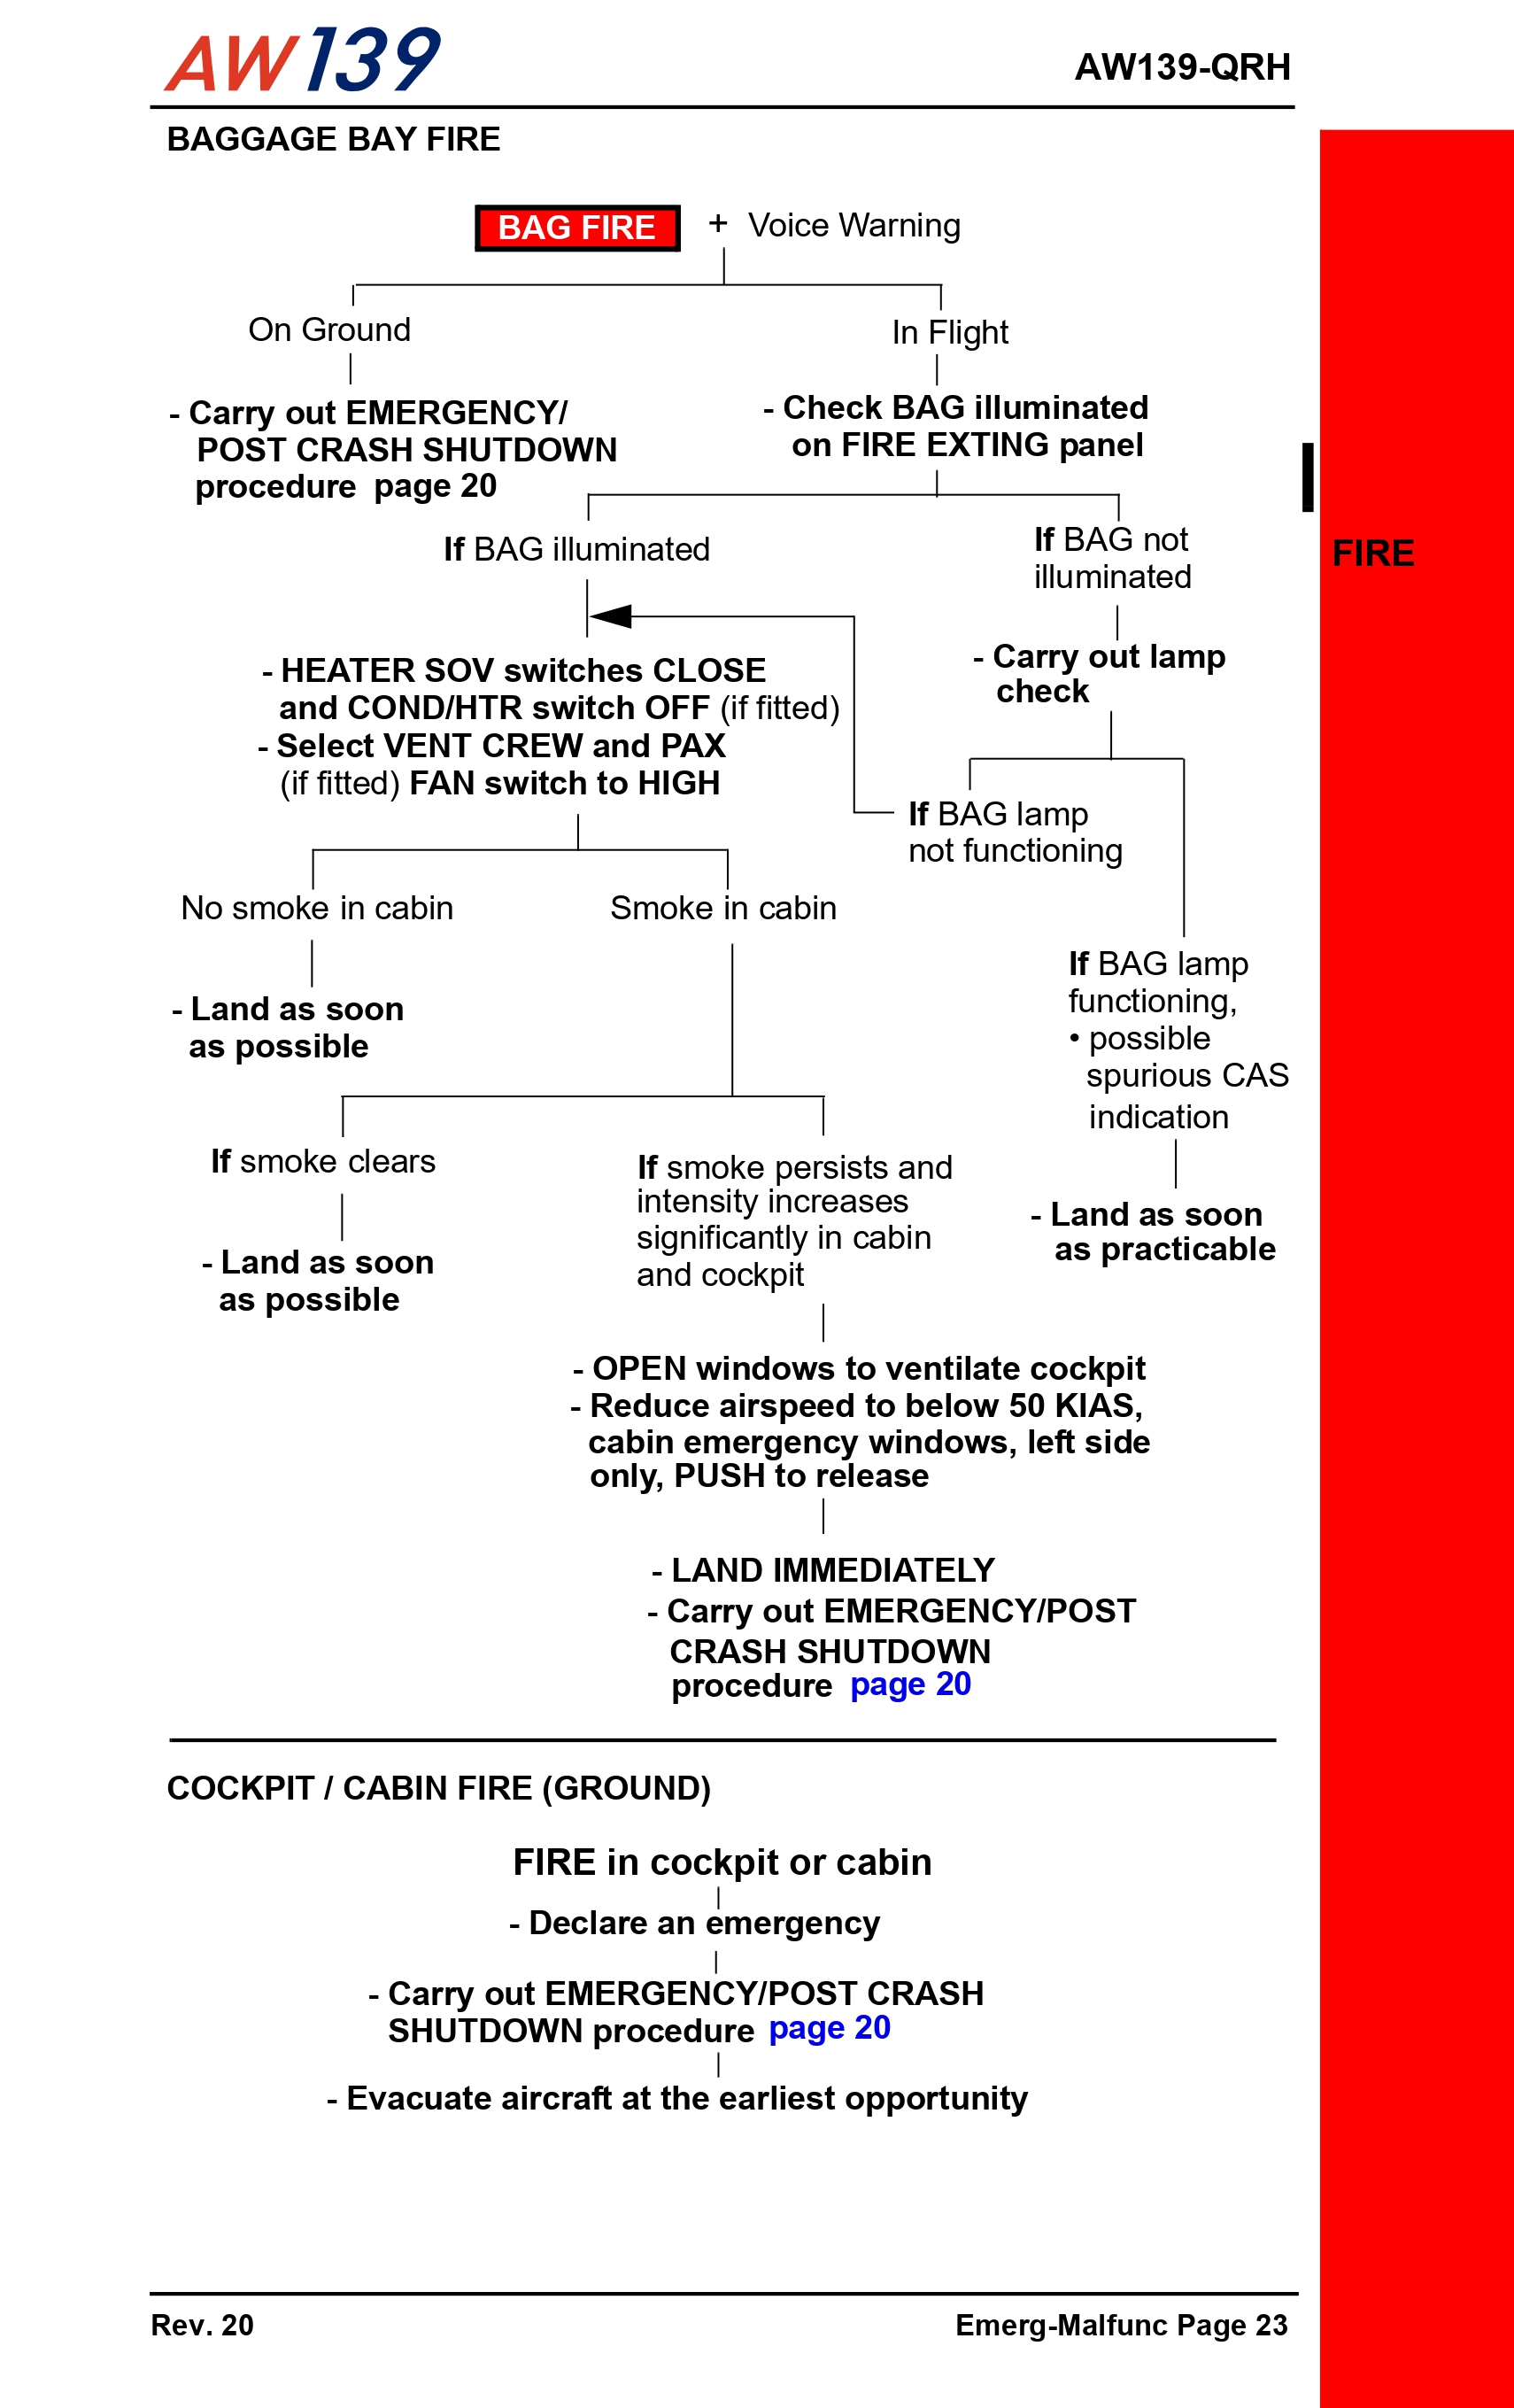 AW139
AW139-QRH
BAGGAGE BAY FIRE
BAG FIRE + Voice Warning
On Ground
In Flight
- Carry out EMERGENCY/
POST CRASH SHUTDOWN
procedure page 20
- Check BAG illuminated
on FIRE EXTING panel
If BAG illuminated
If BAG not
illuminated
FIRE
- HEATER SOV switches CLOSE
and COND/HTR switch OFF (if fitted)
- Select VENT CREW and PAX
(if fitted) FAN switch to HIGH
- Carry out lamp
check
If BAG lamp
not functioning
No smoke in cabin
Smoke in cabin
- Land as soon
as possible
If BAG lamp
functioning,
• possible
spurious CAS
indication
If smoke clears
If smoke persists and
intensity increases
significantly in cabin
and cockpit
- Land as soon
as practicable
- Land as soon
as possible
- OPEN windows to ventilate cockpit
- Reduce airspeed to below 50 KIAS,
cabin emergency windows, left side
only, PUSH to release
- LAND IMMEDIATELY
- Carry out EMERGENCY/POST
CRASH SHUTDOWN
procedure page 20
COCKPIT / CABIN FIRE (GROUND)
FIRE in cockpit or cabin
- Declare an emergency
- Carry out EMERGENCY/POST CRASH
SHUTDOWN procedure page 20
- Evacuate aircraft at the earliest opportunity
Rev. 20
Emerg-Malfunc Page 23